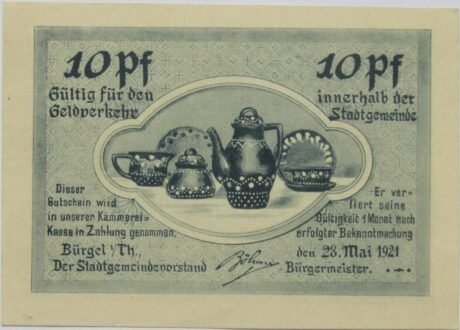 10 Pf
Gültig für den
Geldverkehr
10 Pf
innerhalb der
Stadtgemeinde
Dieser
Gutschein wird
in unserer Kämmerei-
Kasse in Zahlung genommen.
Er ver-
liert seine
Gültigkeit 1 Monat nach
erfolgter Bekanntmachung
Bürgel i/Th., den 28. Mai 1921
Der Stadtgemeindevorstand Böhme Bürgermeister.